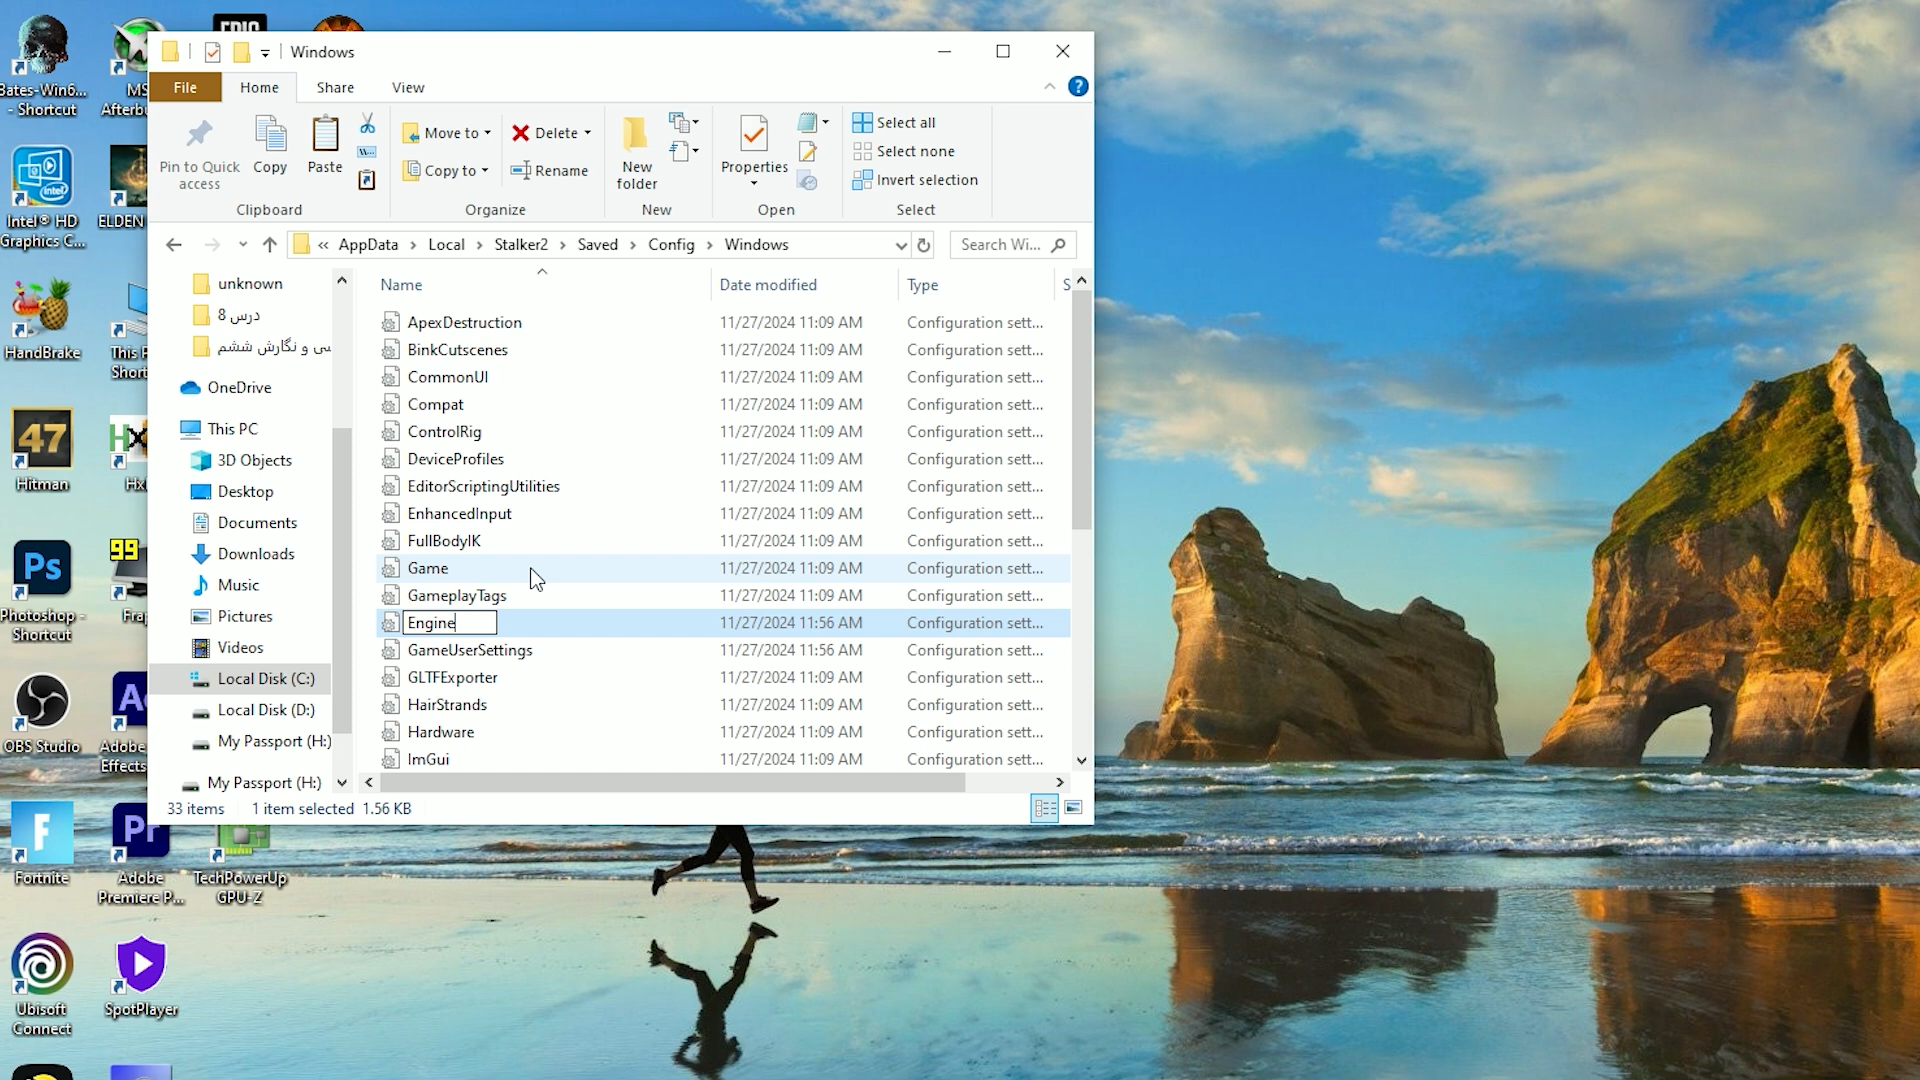 EPIC
Windows
File
Home
Share
View
Pin to Quick access
Copy
Paste
Clipboard
Move to
Copy to
Delete
Rename
Organize
New folder
New
Properties
Open
Select all
Select none
Invert selection
Select
« AppData > Local > Stalker2 > Saved > Config > Windows
Search Wi...
unknown
درس 8
سی و نگارش ششم
OneDrive
This PC
3D Objects
Desktop
Documents
Downloads
Music
Pictures
Videos
Local Disk (C:)
Local Disk (D:)
My Passport (H:)
My Passport (H:)
Name
Date modified
Type
S
ApexDestruction 11/27/2024 11:09 AM Configuration sett...
BinkCutscenes 11/27/2024 11:09 AM Configuration sett...
CommonUI 11/27/2024 11:09 AM Configuration sett...
Compat 11/27/2024 11:09 AM Configuration sett...
ControlRig 11/27/2024 11:09 AM Configuration sett...
DeviceProfiles 11/27/2024 11:09 AM Configuration sett...
EditorScriptingUtilities 11/27/2024 11:09 AM Configuration sett...
EnhancedInput 11/27/2024 11:09 AM Configuration sett...
FullBodyIK 11/27/2024 11:09 AM Configuration sett...
Game 11/27/2024 11:09 AM Configuration sett...
GameplayTags 11/27/2024 11:09 AM Configuration sett...
Engine 11/27/2024 11:56 AM Configuration sett...
GameUserSettings 11/27/2024 11:56 AM Configuration sett...
GLTFExporter 11/27/2024 11:09 AM Configuration sett...
HairStrands 11/27/2024 11:09 AM Configuration sett...
Hardware 11/27/2024 11:09 AM Configuration sett...
ImGui 11/27/2024 11:09 AM Configuration sett...
33 items
1 item selected 1.56 KB
Bates-Win6...
- Shortcut
MS
Afterbu
intel
Intel® HD
Graphics C...
ELDEN
HandBrake
This P
Short
47
Hitman
Hx
Hx
Ps
Photoshop -
Shortcut
99
Frap
OBS Studio
Ae
Adobe
Effects
F
Fortnite
Pr
Adobe
Premiere P...
TechPowerUp
GPU-Z
Ubisoft
Connect
SpotPlayer